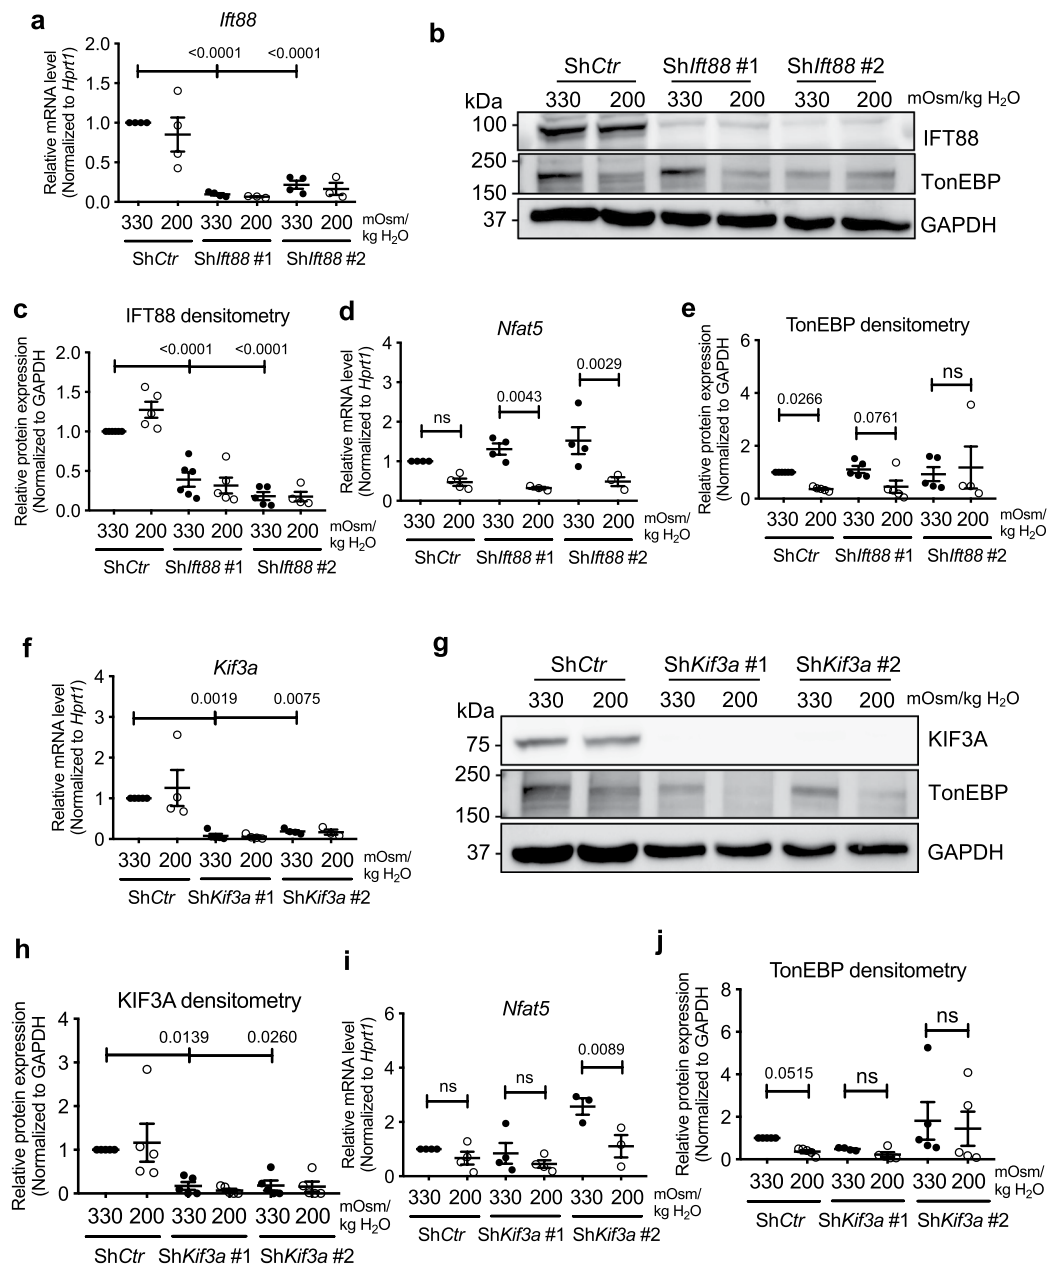 a
Ift88
Relative mRNA level
(Normalized to Hprt1)
2.0
1.5
1.0
0.5
0.0
<0.0001 <0.0001
330 200 330 200 330 200 mOsm/
kg H2O
ShCtr ShIft88 #1 ShIft88 #2
b
ShCtr ShIft88 #1 ShIft88 #2
kDa 330 200 330 200 330 200 mOsm/kg H2O
100 IFT88
250
150 TonEBP
37 GAPDH
c
IFT88 densitometry
Relative protein expression
(Normalized to GAPDH)
2.0
1.5
1.0
0.5
0.0
<0.0001 <0.0001
330 200 330 200 330 200 mOsm/
kg H2O
ShCtr ShIft88 #1 ShIft88 #2
d
Nfat5
Relative mRNA level
(Normalized to Hprt1)
4
3
2
1
0
ns 0.0043 0.0029
330 200 330 200 330 200 mOsm/
kg H2O
ShCtr ShIft88 #1 ShIft88 #2
e
TonEBP densitometry
Relative protein expression
(Normalized to GAPDH)
6
4
2
0
0.0266 0.0761 ns
330 200 330 200 330 200 mOsm/
kg H2O
ShCtr ShIft88 #1 ShIft88 #2
f
Kif3a
Relative mRNA level
(Normalized to Hprt1)
4
3
2
1
0
0.0019 0.0075
330 200 330 200 330 200 mOsm/
kg H2O
ShCtr ShKif3a #1 ShKif3a #2
g
ShCtr ShKif3a #1 ShKif3a #2
kDa 330 200 330 200 330 200 mOsm/kg H2O
75 KIF3A
250
150 TonEBP
37 GAPDH
h
KIF3A densitometry
Relative protein expression
(Normalized to GAPDH)
4
3
2
1
0
0.0139 0.0260
330 200 330 200 330 200 mOsm/
kg H2O
ShCtr ShKif3a #1 ShKif3a #2
i
Nfat5
Relative mRNA level
(Normalized to Hprt1)
6
4
2
0
ns ns 0.0089
330 200 330 200 330 200 mOsm/
kg H2O
ShCtr ShKif3a #1 ShKif3a #2
j
TonEBP densitometry
Relative protein expression
(Normalized to GAPDH)
8
6
4
2
0
0.0515 ns ns
330 200 330 200 330 200 mOsm/
kg H2O
ShCtr ShKif3a #1 ShKif3a #2